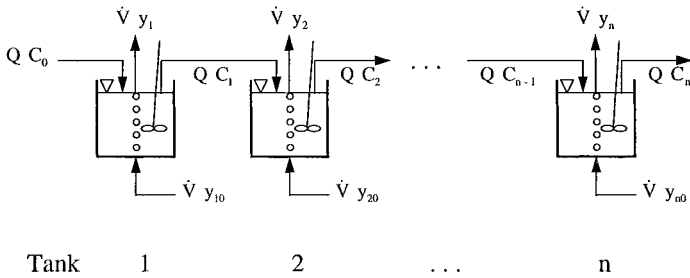 V̇ y₁ V̇ y₂ V̇ yₙ
Q C₀ Q C₁ Q C₂ . . . Q Cₙ₋₁ Q Cₙ
V̇ y₁₀ V̇ y₂₀ V̇ yₙ₀
Tank 1 2 . . . n